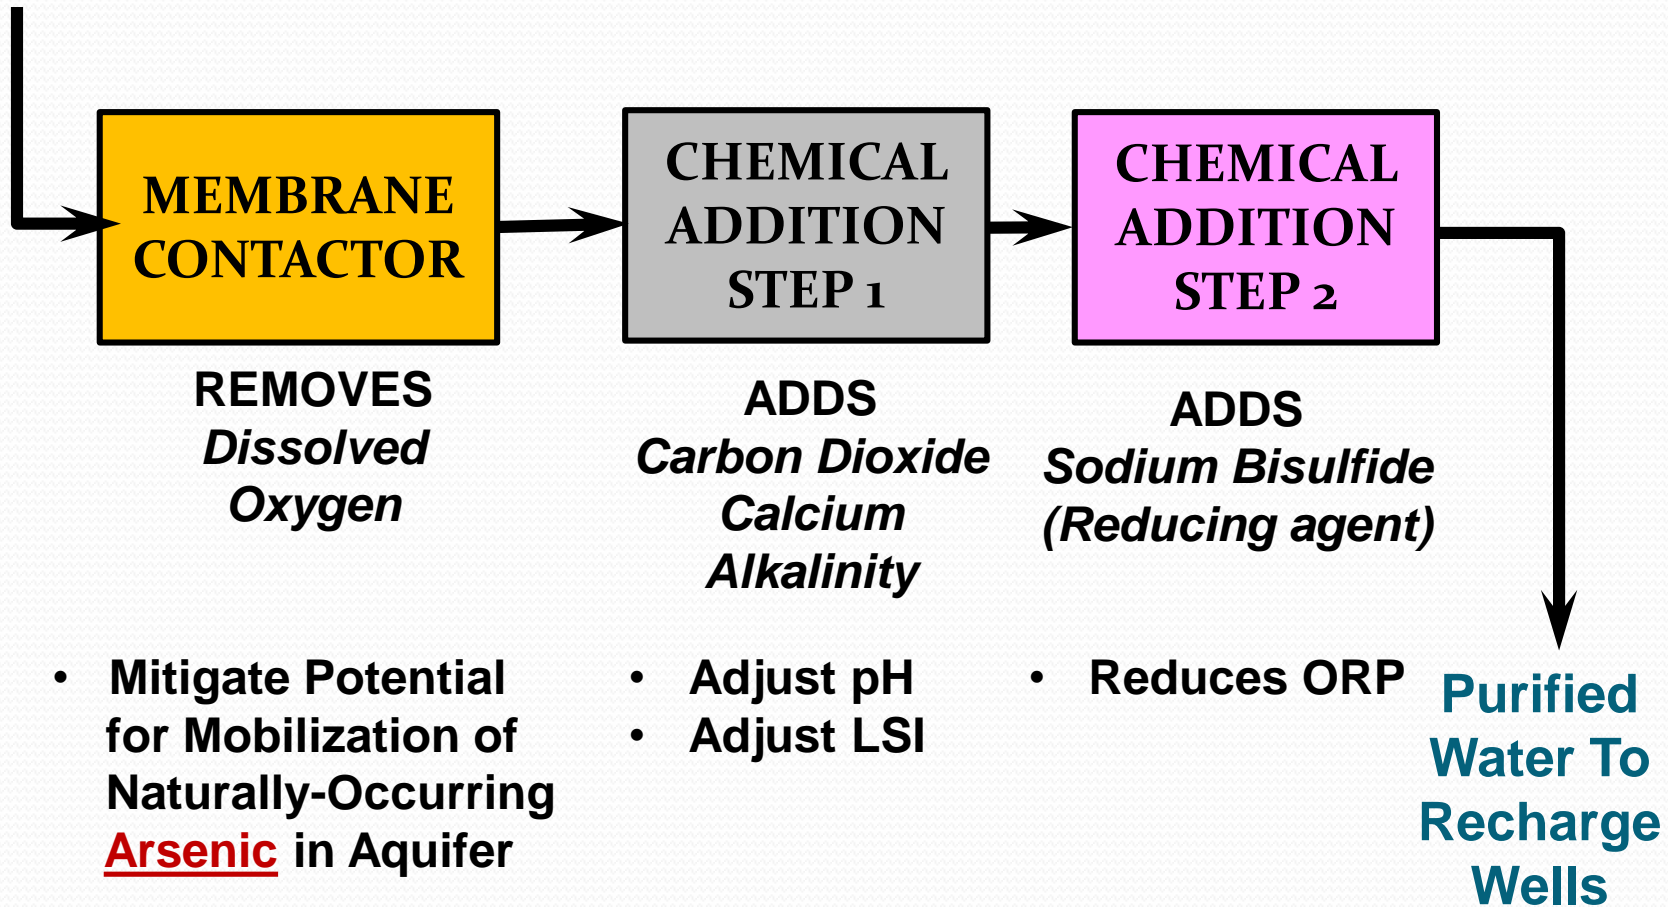 MEMBRANE
CONTACTOR
REMOVES
Dissolved
Oxygen
• Mitigate Potential
for Mobilization of
Naturally-Occurring
Arsenic in Aquifer
CHEMICAL
ADDITION
STEP 1
ADDS
Carbon Dioxide
Calcium
Alkalinity
• Adjust pH
• Adjust LSI
CHEMICAL
ADDITION
STEP 2
ADDS
Sodium Bisulfide
(Reducing agent)
• Reduces ORP
Purified
Water To
Recharge
Wells